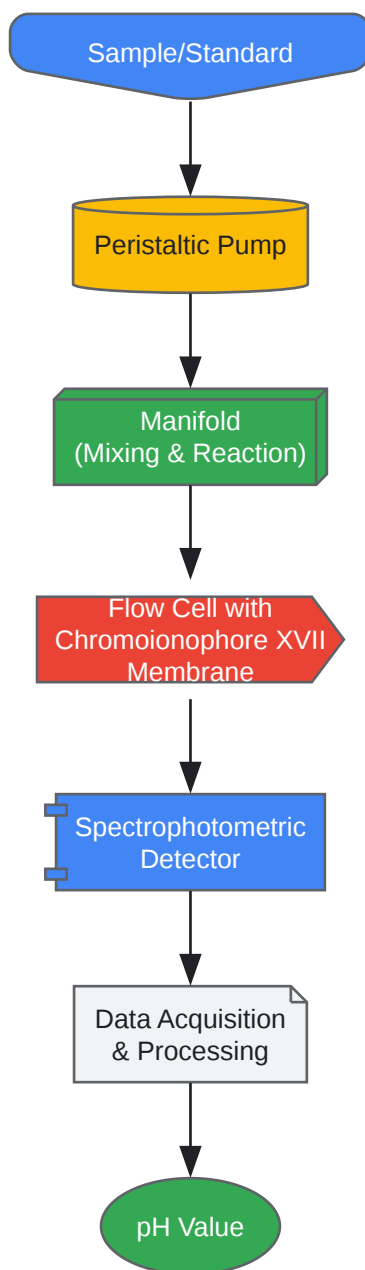 Sample/Standard
Peristaltic Pump
Manifold
(Mixing & Reaction)
Flow Cell with
Chromoionophore XVII
Membrane
Spectrophotometric
Detector
Data Acquisition
& Processing
pH Value